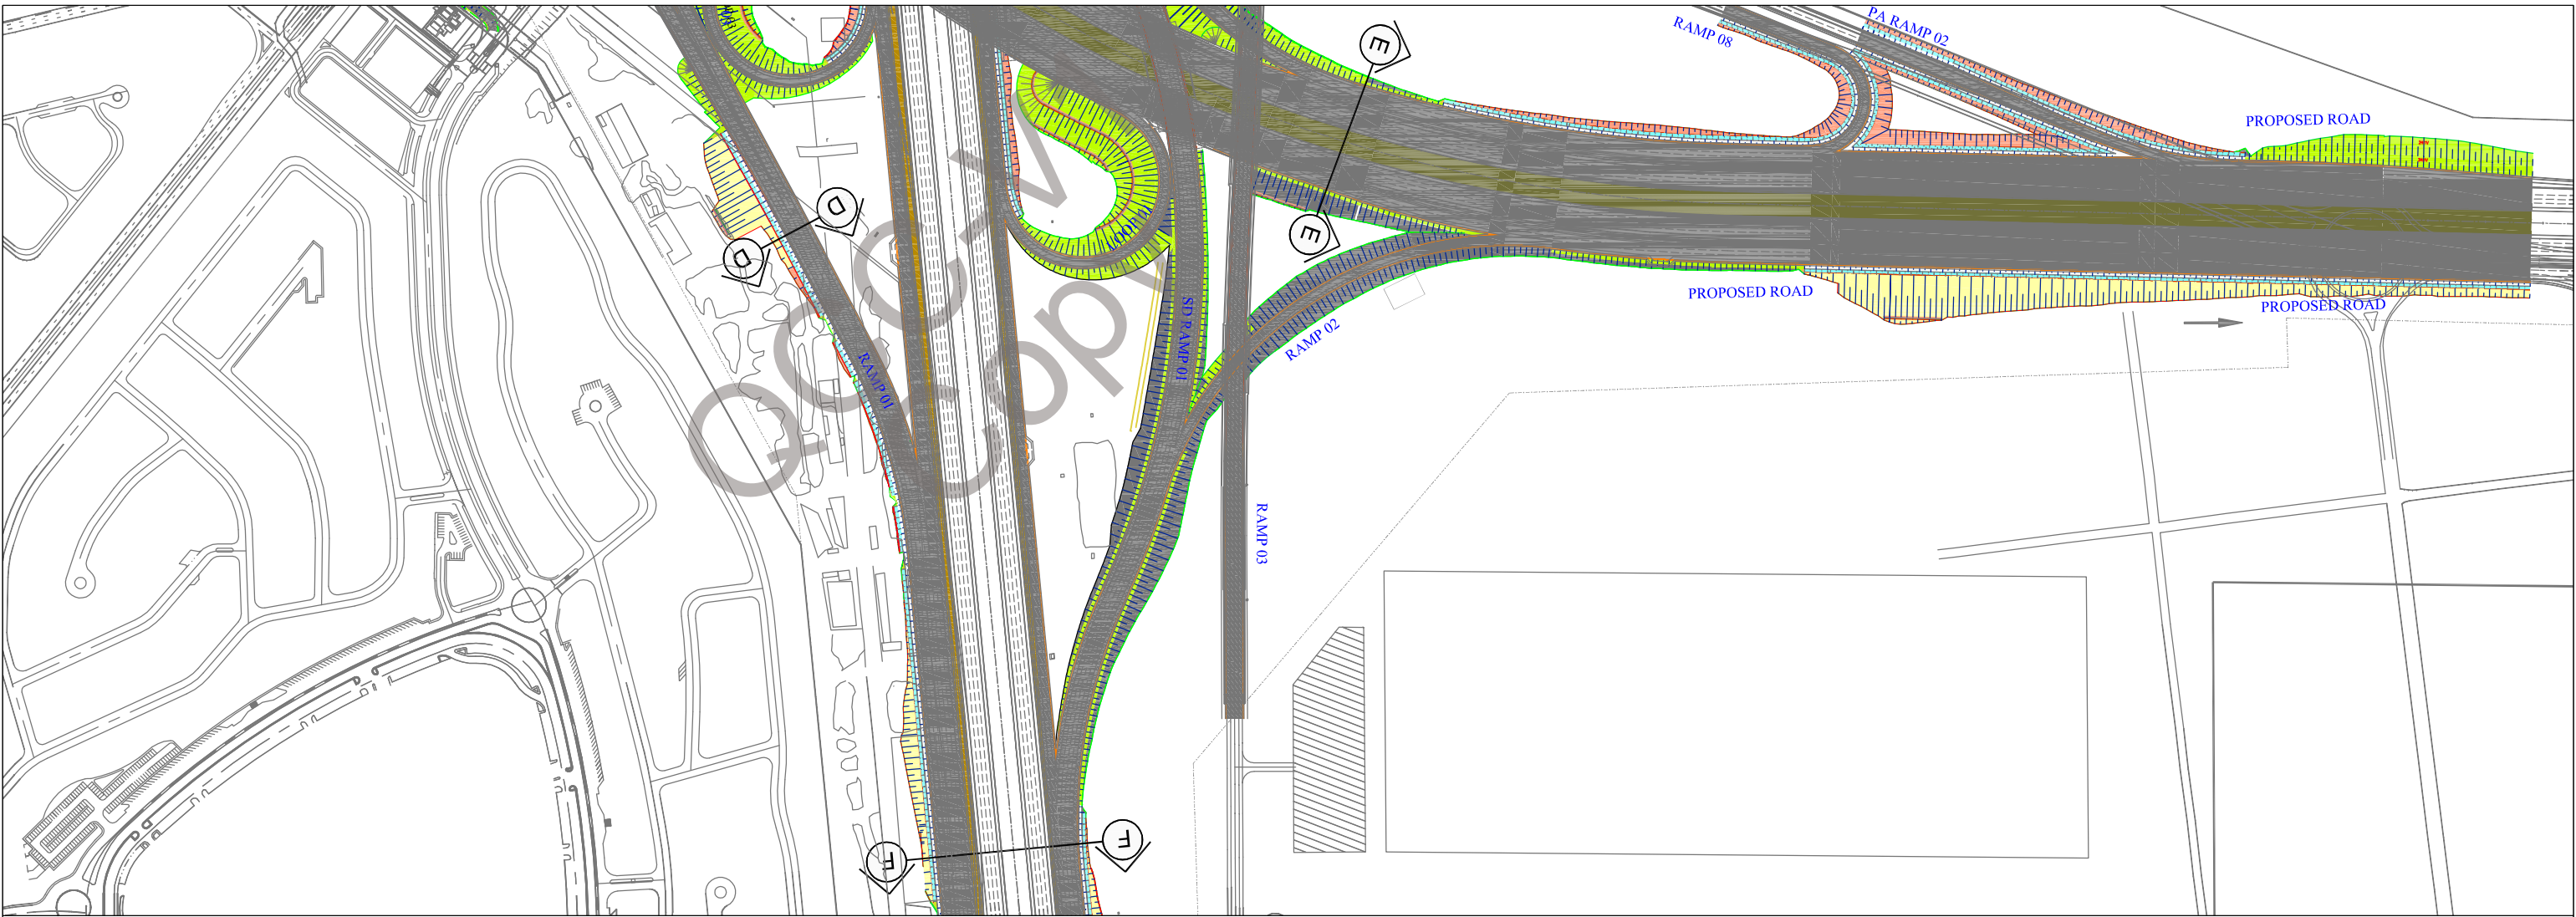 RAMP 08
PA RAMP 02
E
PROPOSED ROAD
D
D
E
LOOP
PROPOSED ROAD
PROPOSED ROAD
SD RAMP 01
RAMP 02
RAMP 01
RAMP 03
F
F
Copy